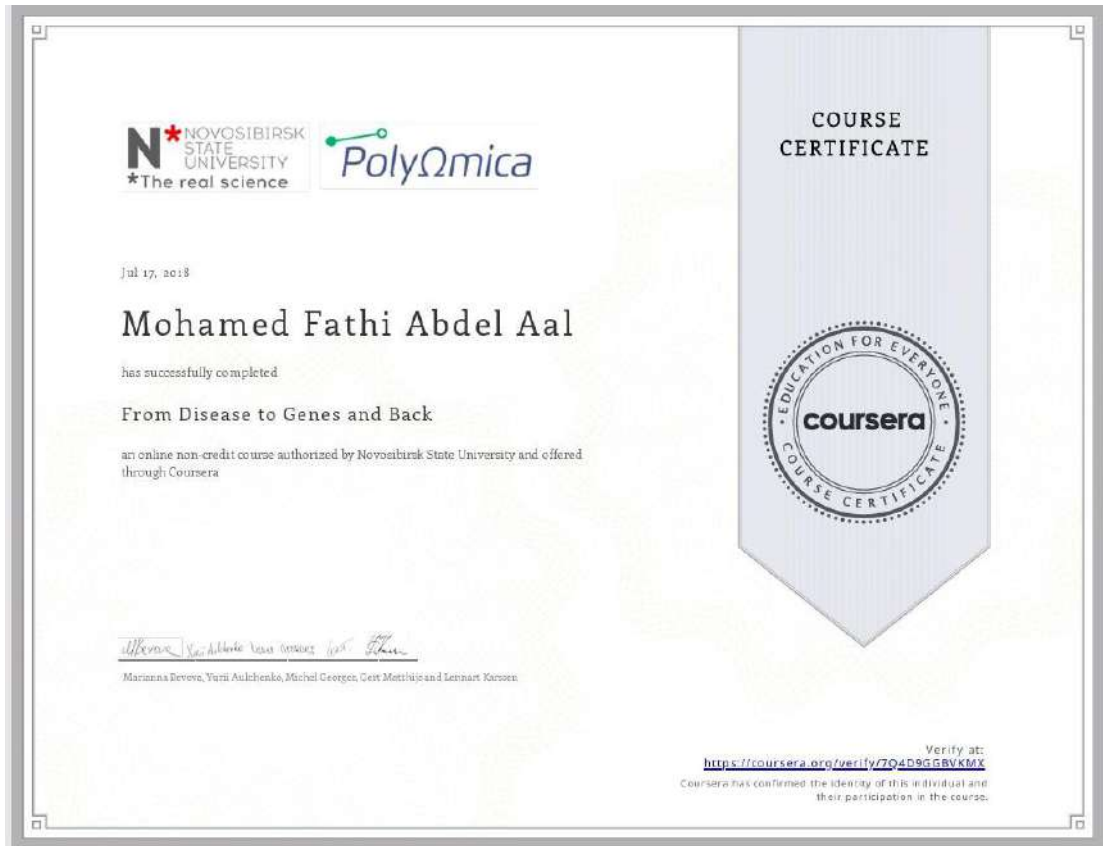 N*NOVOSIBIRSK
STATE
UNIVERSITY
*The real science
PolyΩmica
COURSE
CERTIFICATE
Jul 17, 2018
Mohamed Fathi Abdel Aal
has successfully completed
From Disease to Genes and Back
an online non-credit course authorized by Novosibirsk State University and offered
through Coursera
EDUCATION FOR EVERYONE
coursera
COURSE CERTIFICATE
Marianna Bevova, Yurii Aulchenko, Michel Georges, Gert Matthijs and Lennart Karssen
Verify at:
https://coursera.org/verify/7Q4D9GGBVKMX
Coursera has confirmed the identity of this individual and
their participation in the course.